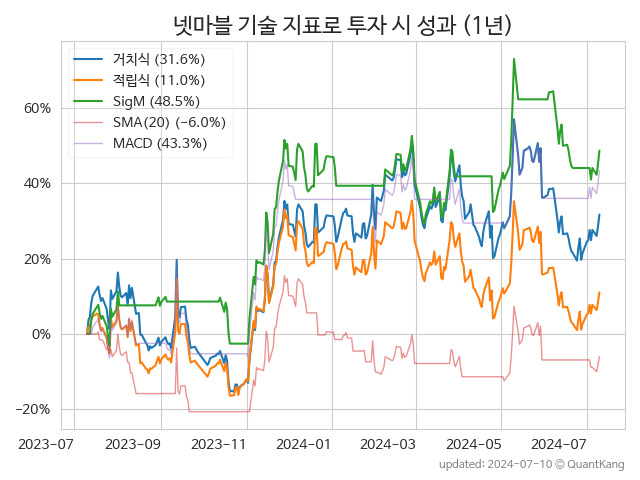 넷마블 기술 지표로 투자 시 성과 (1년)
거치식 (31.6%)
적립식 (11.0%)
SigM (48.5%)
SMA(20) (−6.0%)
MACD (43.3%)
60%
40%
20%
0%
−20%
2023-07 2023-09 2023-11 2024-01 2024-03 2024-05 2024-07
updated: 2024-07-10 © QuantKang